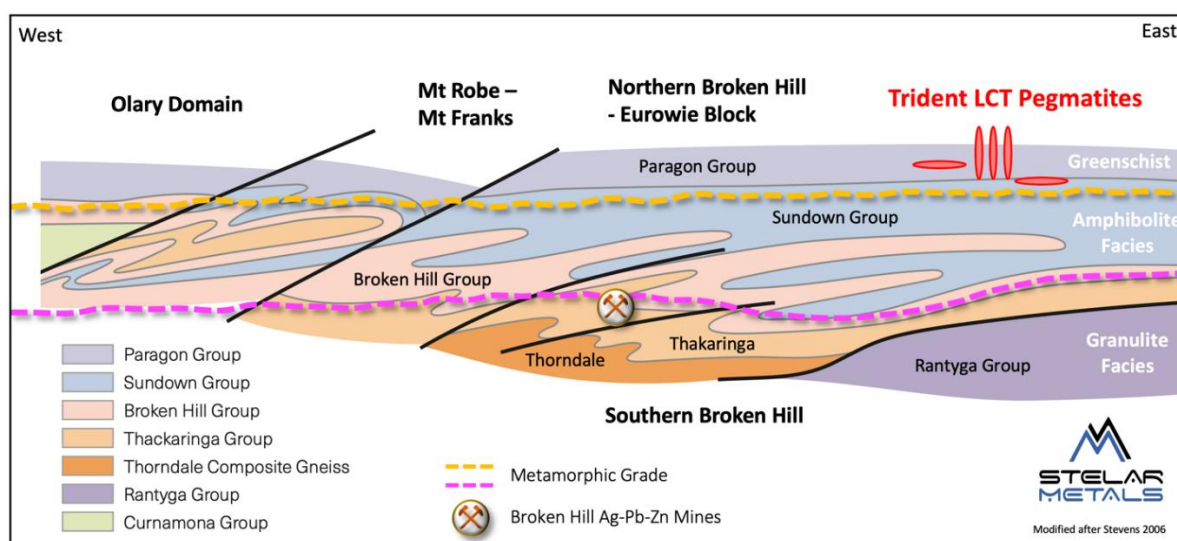 West
East
Olary Domain
Mt Robe –
Mt Franks
Northern Broken Hill
- Eurowie Block
Trident LCT Pegmatites
Paragon Group
Greenschist
Sundown Group
Amphibolite
Facies
Broken Hill Group
Thorndale
Thakaringa
Rantyga Group
Granulite
Facies
Southern Broken Hill
Paragon Group
Sundown Group
Broken Hill Group
Thackaringa Group
Thorndale Composite Gneiss
Rantyga Group
Curnamona Group
Metamorphic Grade
Broken Hill Ag-Pb-Zn Mines
STELAR
METALS
Modified after Stevens 2006